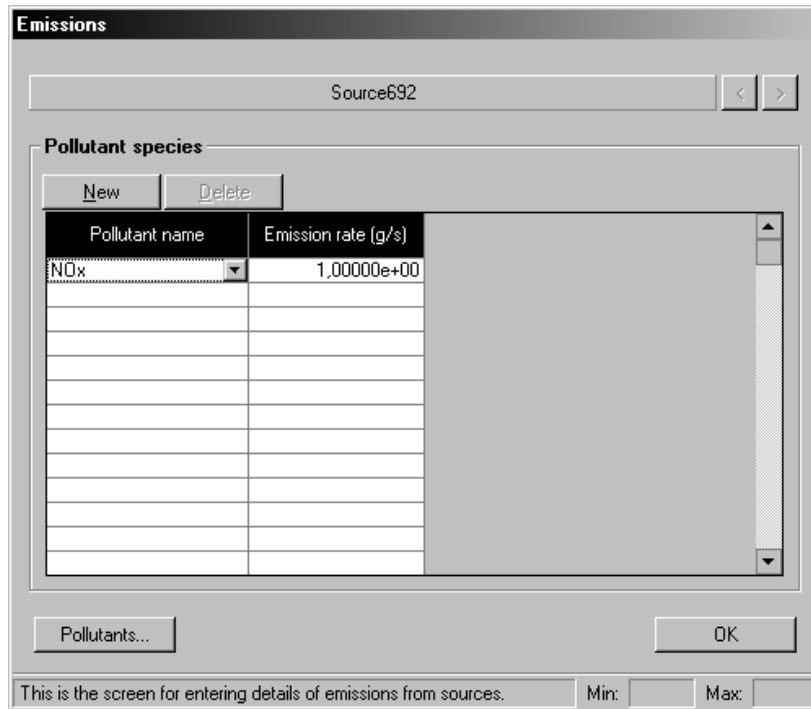 Emissions
Source692 < >
Pollutant species
New Delete
Pollutant name Emission rate (g/s)
NOx 1,00000e+00
Pollutants... OK
This is the screen for entering details of emissions from sources. Min: Max: